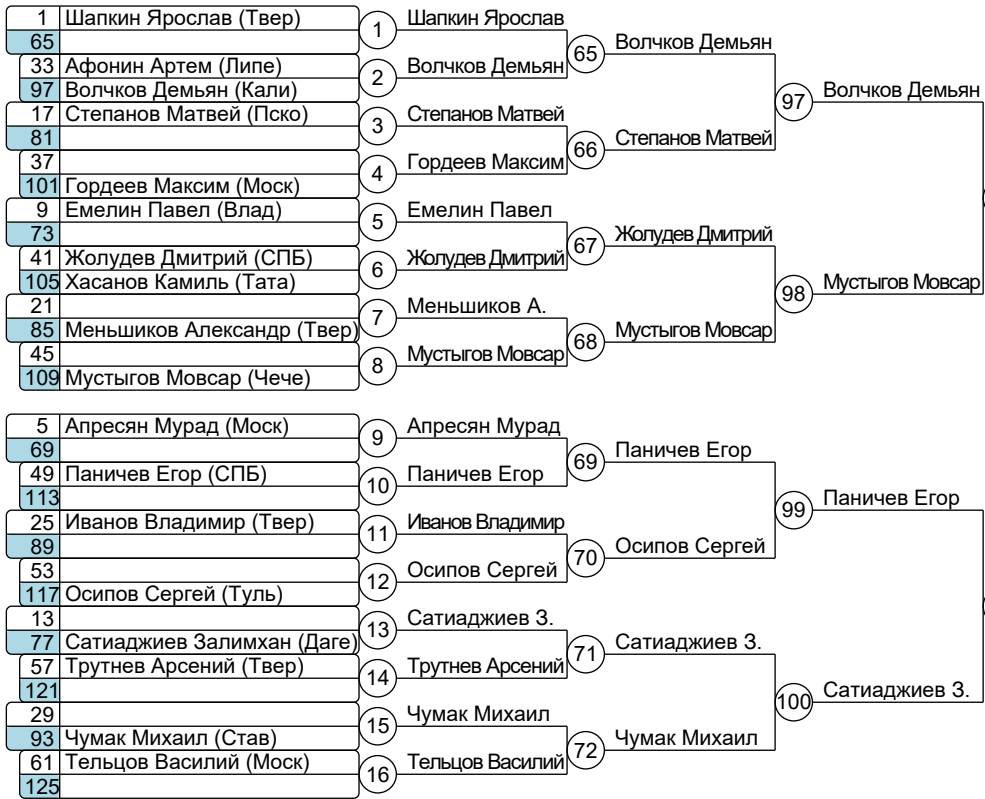 1 Шапкин Ярослав (Твер)
65
33 Афонин Артем (Липе)
97 Волчков Демьян (Кали)
17 Степанов Матвей (Пско)
81
37
101 Гордеев Максим (Моск)
9 Емелин Павел (Влад)
73
41 Жолудев Дмитрий (СПБ)
105 Хасанов Камиль (Тата)
21
85 Меньшиков Александр (Твер)
45
109 Мустыгов Мовсар (Чече)
5 Апресян Мурад (Моск)
69
49 Паничев Егор (СПБ)
113
25 Иванов Владимир (Твер)
89
53
117 Осипов Сергей (Туль)
13
77 Сатиаджиев Залимхан (Даге)
57 Трутнев Арсений (Твер)
121
29
93 Чумак Михаил (Став)
61 Тельцов Василий (Моск)
125
1 Шапкин Ярослав
2 Волчков Демьян
3 Степанов Матвей
4 Гордеев Максим
5 Емелин Павел
6 Жолудев Дмитрий
7 Меньшиков А.
8 Мустыгов Мовсар
9 Апресян Мурад
10 Паничев Егор
11 Иванов Владимир
12 Осипов Сергей
13 Сатиаджиев З.
14 Трутнев Арсений
15 Чумак Михаил
16 Тельцов Василий
65 Волчков Демьян
66 Степанов Матвей
67 Жолудев Дмитрий
68 Мустыгов Мовсар
69 Паничев Егор
70 Осипов Сергей
71 Сатиаджиев З.
72 Чумак Михаил
97 Волчков Демьян
98 Мустыгов Мовсар
99 Паничев Егор
100 Сатиаджиев З.